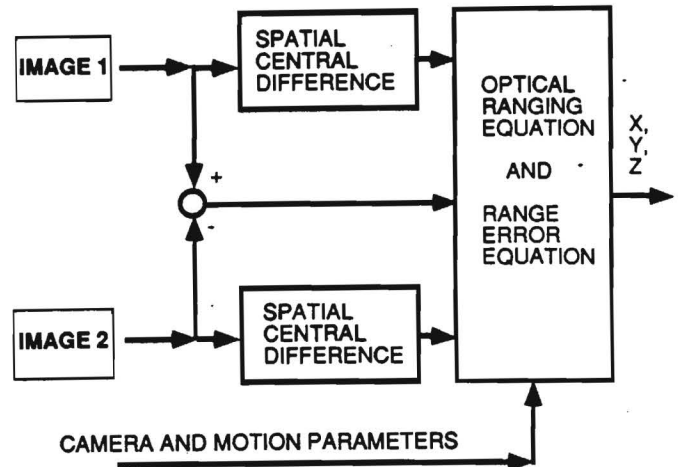 IMAGE 1
SPATIAL
CENTRAL
DIFFERENCE
OPTICAL
RANGING
EQUATION
AND
RANGE
ERROR
EQUATION
X,
Y,
Z
+
-
IMAGE 2
SPATIAL
CENTRAL
DIFFERENCE
CAMERA AND MOTION PARAMETERS